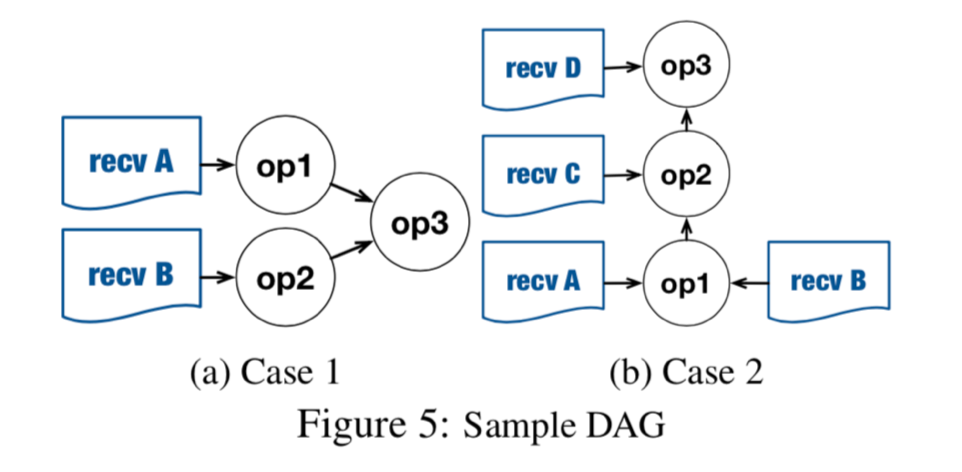 recv A
op1
recv B
op2
op3
(a) Case 1
recv D
op3
recv C
op2
recv A
op1
recv B
(b) Case 2
Figure 5: Sample DAG